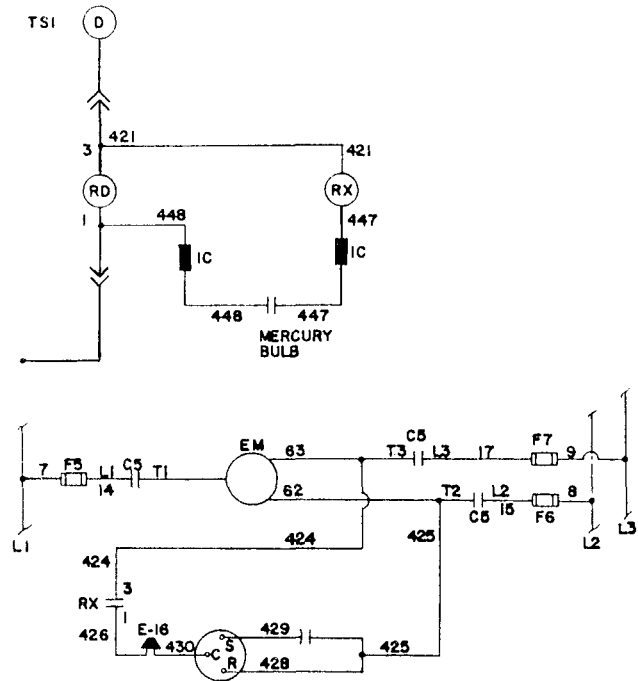 TS1 D
421
3 421
RD RX
1 448 447
IC IC
448 447
MERCURY
BULB
EM 63 C5 F7
7 F5 L1 C5 T1 T3 L3 17 9
14
62 T2 L2 8
C5 15 F6
L1 L2 L3
424 424 425
3
RX
1
426 E-16 430 C S R 429 425
428